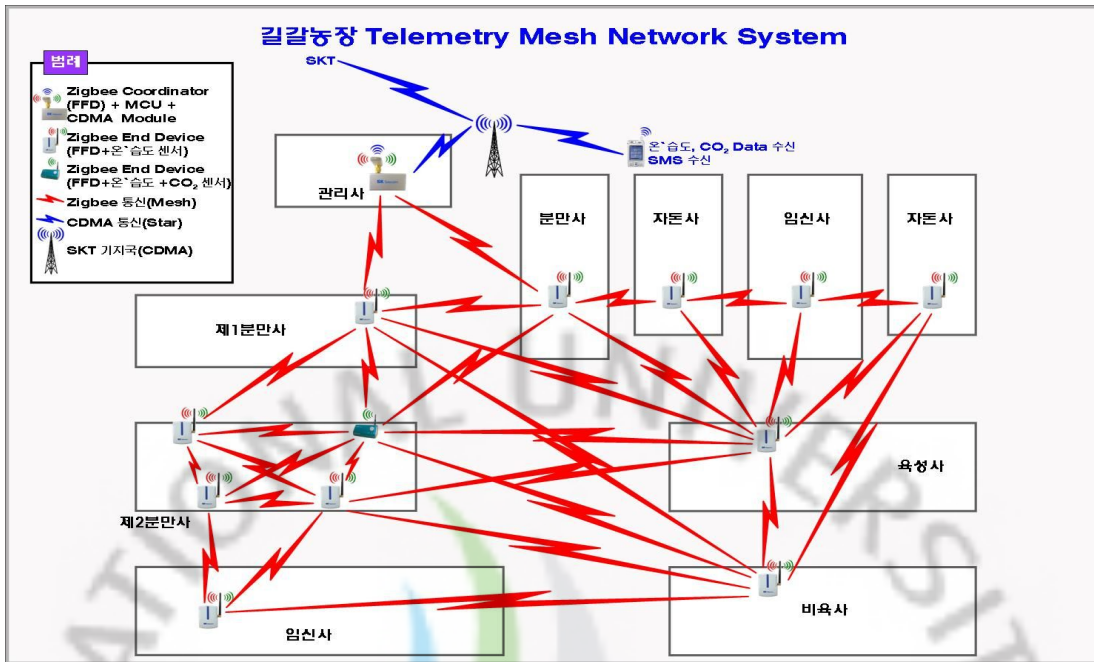 길갈농장 Telemetry Mesh Network System
범례
Zigbee Coordinator
(FFD) + MCU +
CDMA Module
Zigbee End Device
(FFD+온`습도 센서)
Zigbee End Device
(FFD+온`습도 +CO₂ 센서)
Zigbee 통신(Mesh)
CDMA 통신(Star)
SKT 기지국(CDMA)
SKT
온`습도, CO₂ Data 수신
SMS 수신
관리사
분만사
자돈사
임신사
자돈사
제1분만사
육성사
제2분만사
임신사
비육사
NATIONAL UNIVERSITY